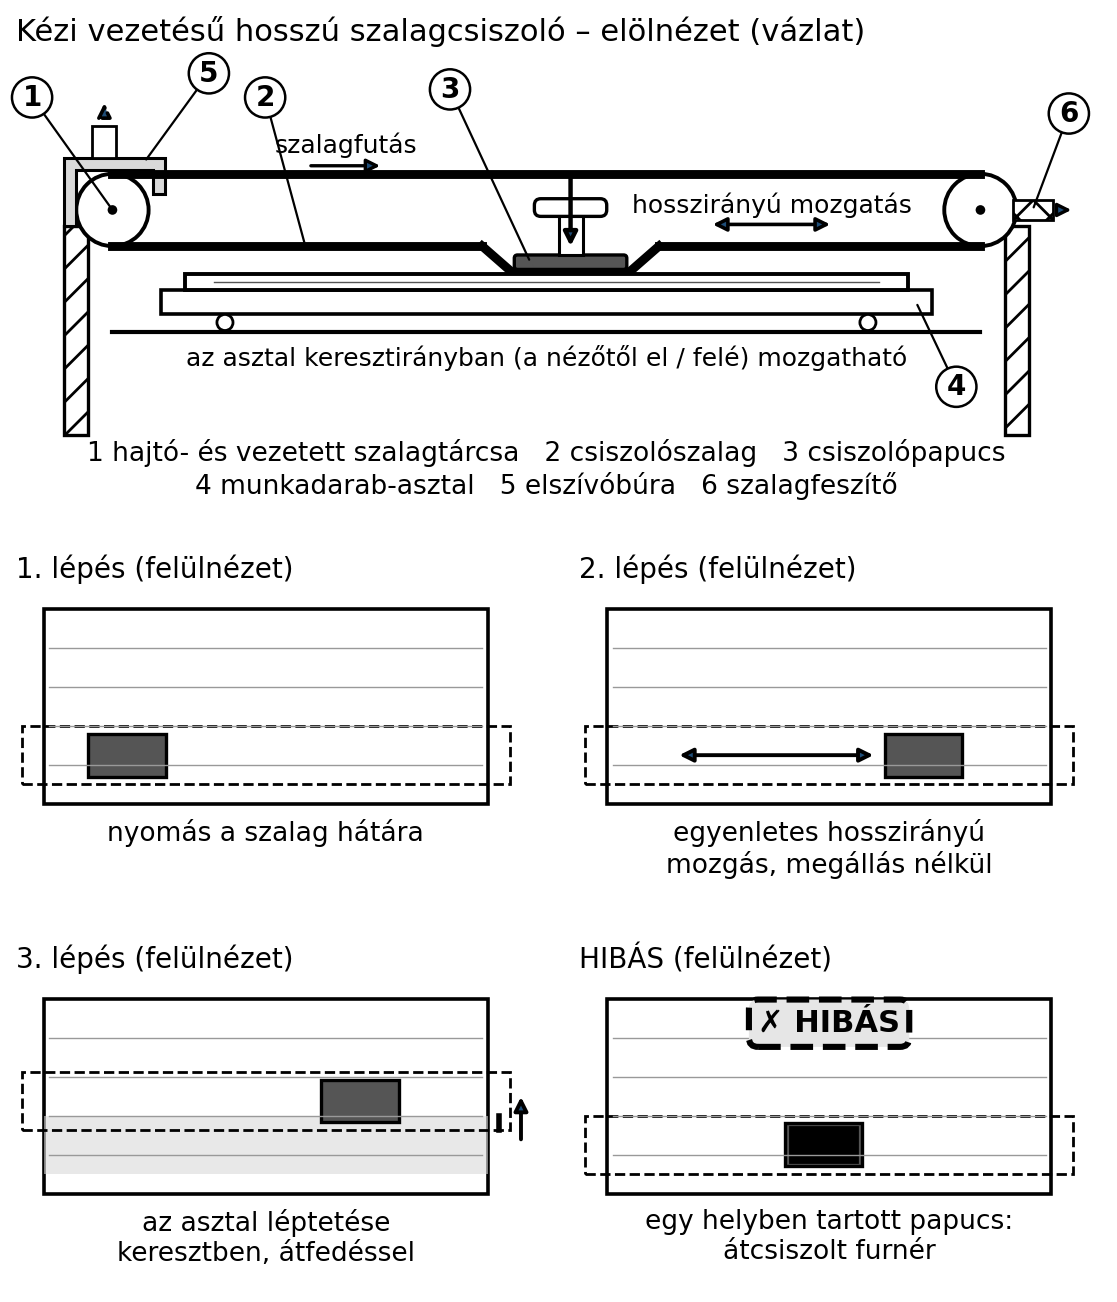 Kézi vezetésű hosszú szalagcsiszoló – elölnézet (vázlat)
1
5
2
3
6
szalagfutás
hosszirányú mozgatás
az asztal keresztirányban (a nézőtől el / felé) mozgatható
4
1 hajtó- és vezetett szalagtárcsa 2 csiszolószalag 3 csiszolópapucs
4 munkadarab-asztal 5 elszívóbúra 6 szalagfeszítő
1. lépés (felülnézet)
nyomás a szalag hátára
2. lépés (felülnézet)
egyenletes hosszirányú
mozgás, megállás nélkül
3. lépés (felülnézet)
az asztal léptetése
keresztben, átfedéssel
HIBÁS (felülnézet)
✗ HIBÁS
egy helyben tartott papucs:
átcsiszolt furnér